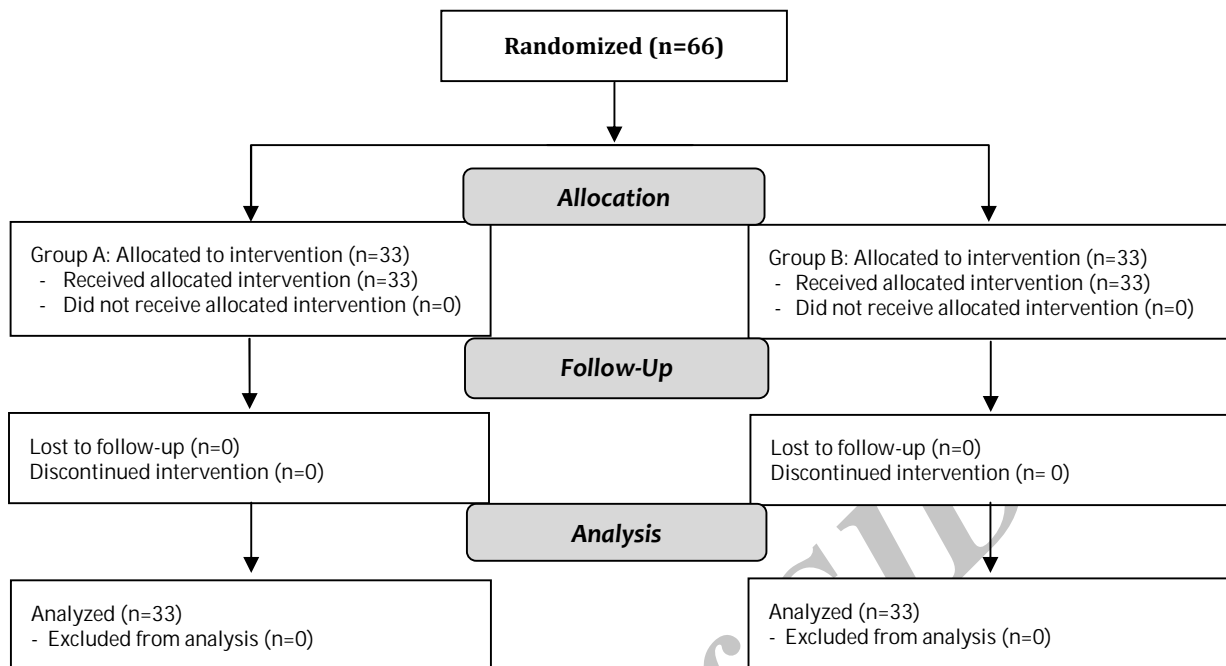 Randomized (n=66)
Allocation
Group A: Allocated to intervention (n=33)
- Received allocated intervention (n=33)
- Did not receive allocated intervention (n=0)
Group B: Allocated to intervention (n=33)
- Received allocated intervention (n=33)
- Did not receive allocated intervention (n=0)
Follow-Up
Lost to follow-up (n=0)
Discontinued intervention (n=0)
Lost to follow-up (n=0)
Discontinued intervention (n= 0)
Analysis
Analyzed (n=33)
- Excluded from analysis (n=0)
Analyzed (n=33)
- Excluded from analysis (n=0)